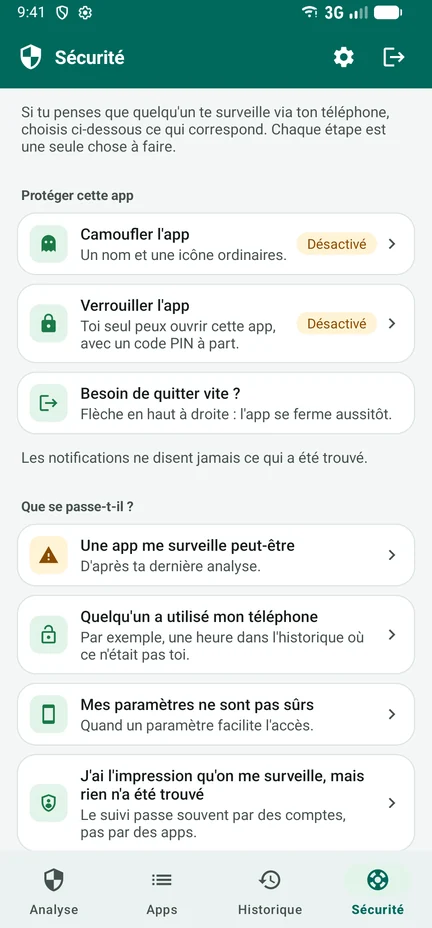 9:41
3G
Sécurité
Si tu penses que quelqu'un te surveille via ton téléphone,
choisis ci-dessous ce qui correspond. Chaque étape est
une seule chose à faire.
Protéger cette app
Camoufler l'app
Un nom et une icône ordinaires.
Désactivé
Verrouiller l'app
Toi seul peux ouvrir cette app,
avec un code PIN à part.
Désactivé
Besoin de quitter vite ?
Flèche en haut à droite : l'app se ferme aussitôt.
Les notifications ne disent jamais ce qui a été trouvé.
Que se passe-t-il ?
Une app me surveille peut-être
D'après ta dernière analyse.
Quelqu'un a utilisé mon téléphone
Par exemple, une heure dans l'historique où
ce n'était pas toi.
Mes paramètres ne sont pas sûrs
Quand un paramètre facilite l'accès.
J'ai l'impression qu'on me surveille, mais
rien n'a été trouvé
Le suivi passe souvent par des comptes,
pas par des apps.
Analyse
Apps
Historique
Sécurité